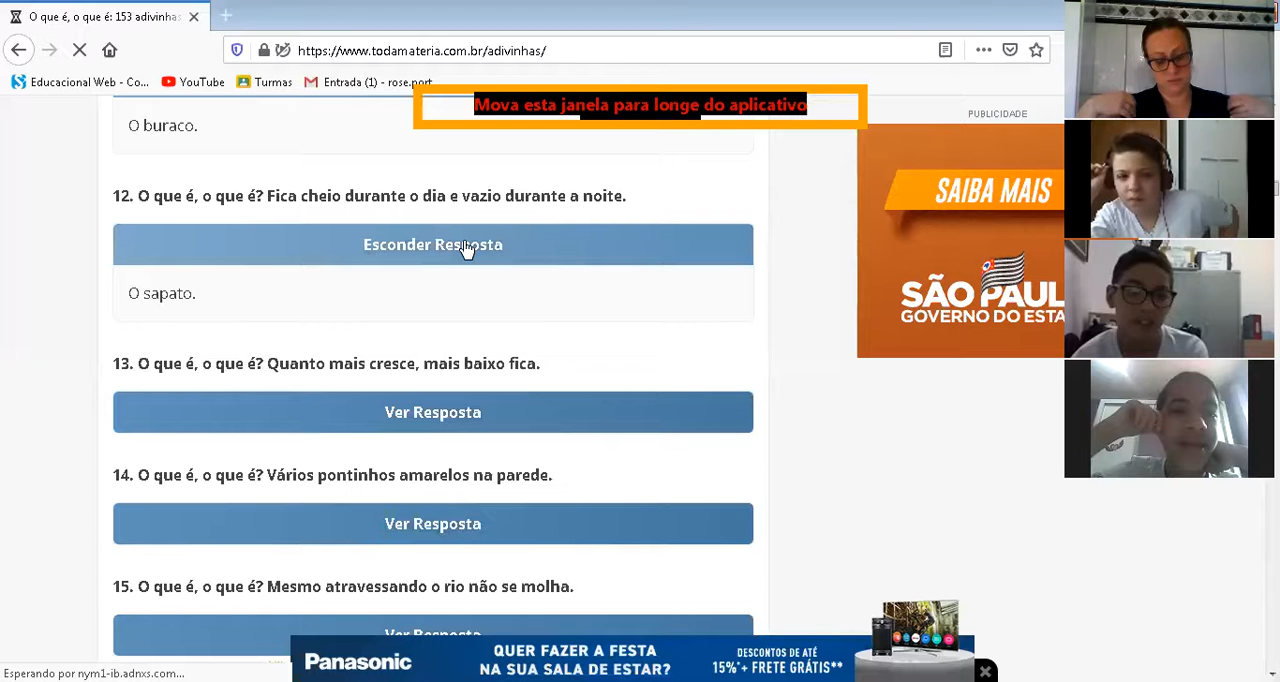 O que é, o que é: 153 adivinhas
https://www.todamateria.com.br/adivinhas/
Educacional Web - Co...
YouTube
Turmas
Entrada (1) - rose.port
Mova esta janela para longe do aplicativo
O buraco.
PUBLICIDADE
12. O que é, o que é? Fica cheio durante o dia e vazio durante a noite.
SAIBA MAIS
Esconder Resposta
O sapato.
SÃO PAUL
GOVERNO DO ESTA
13. O que é, o que é? Quanto mais cresce, mais baixo fica.
Ver Resposta
14. O que é, o que é? Vários pontinhos amarelos na parede.
Ver Resposta
15. O que é, o que é? Mesmo atravessando o rio não se molha.
Ver Resposta
Panasonic
QUER FAZER A FESTA
NA SUA SALA DE ESTAR?
DESCONTOS DE ATÉ
15%* + FRETE GRÁTIS**
Esperando por nym1-ib.adnxs.com...